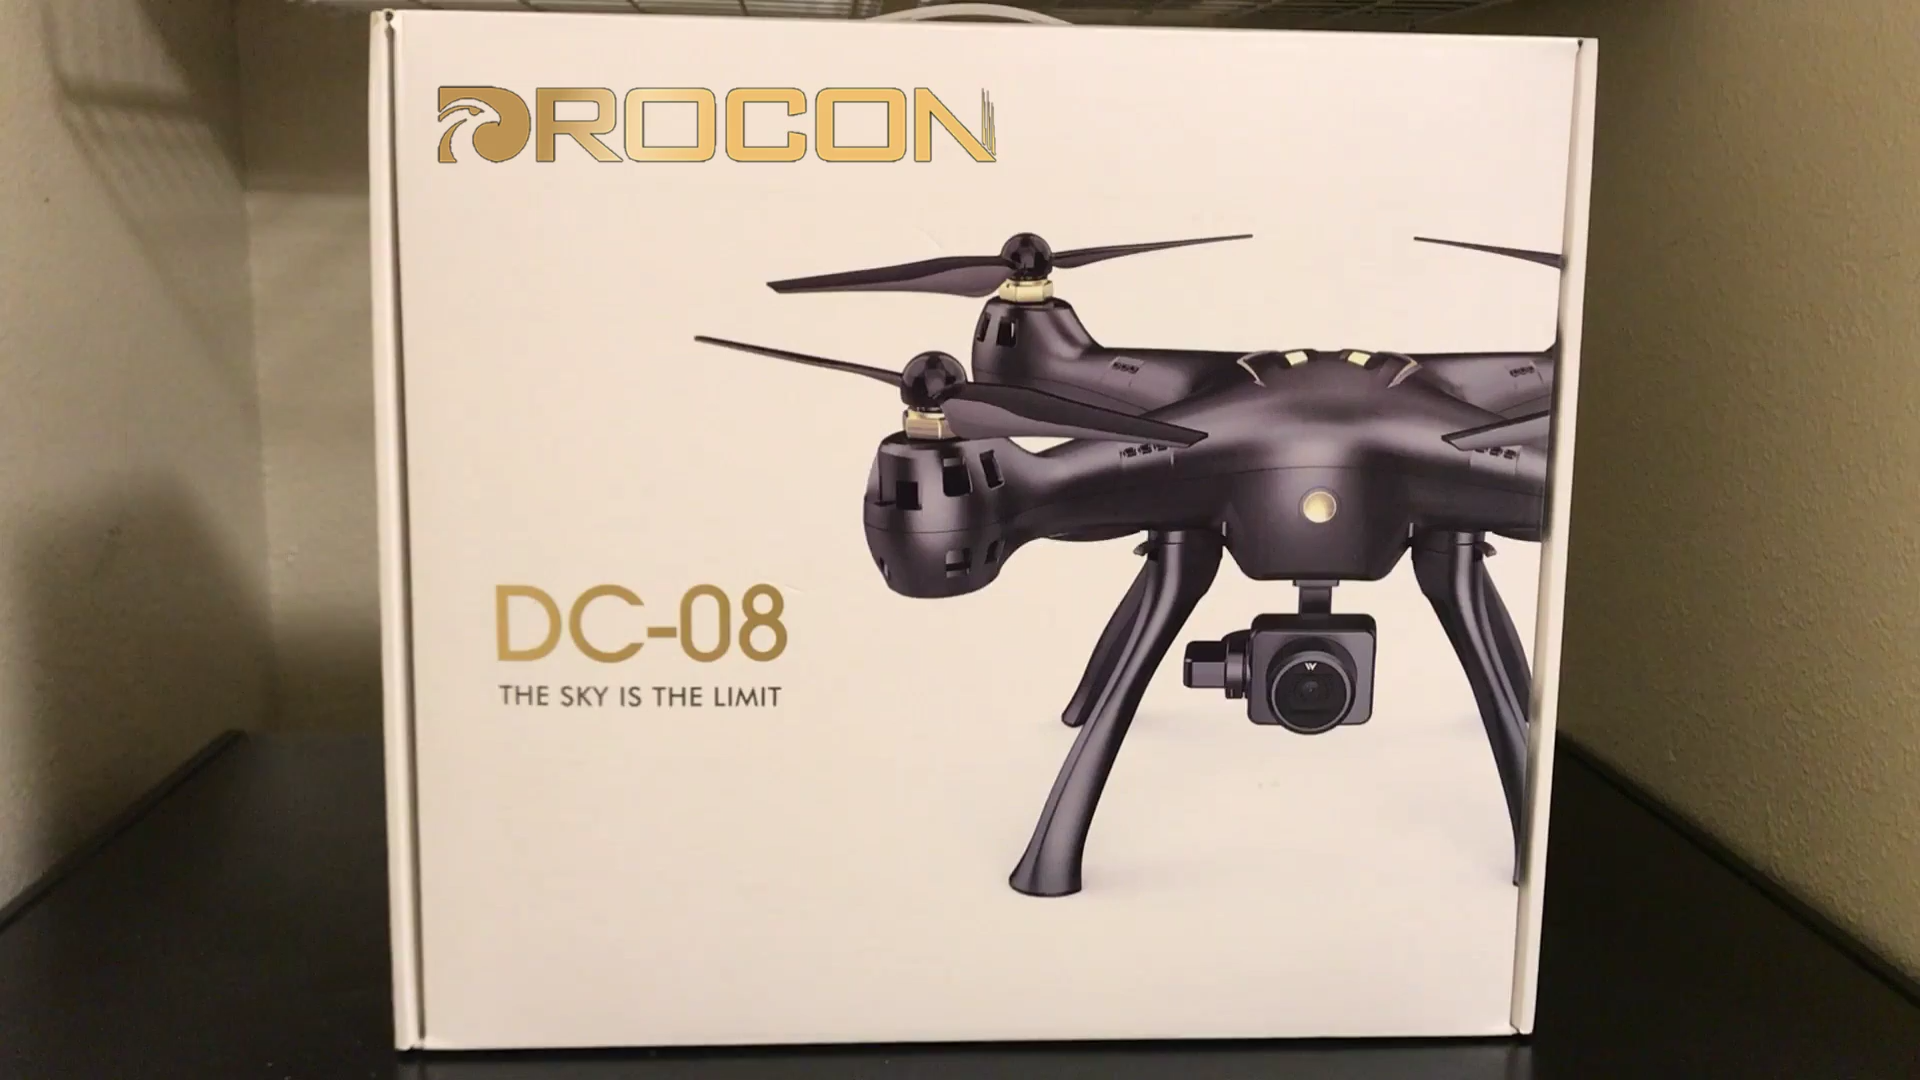 DROCON
DC-08
THE SKY IS THE LIMIT
W